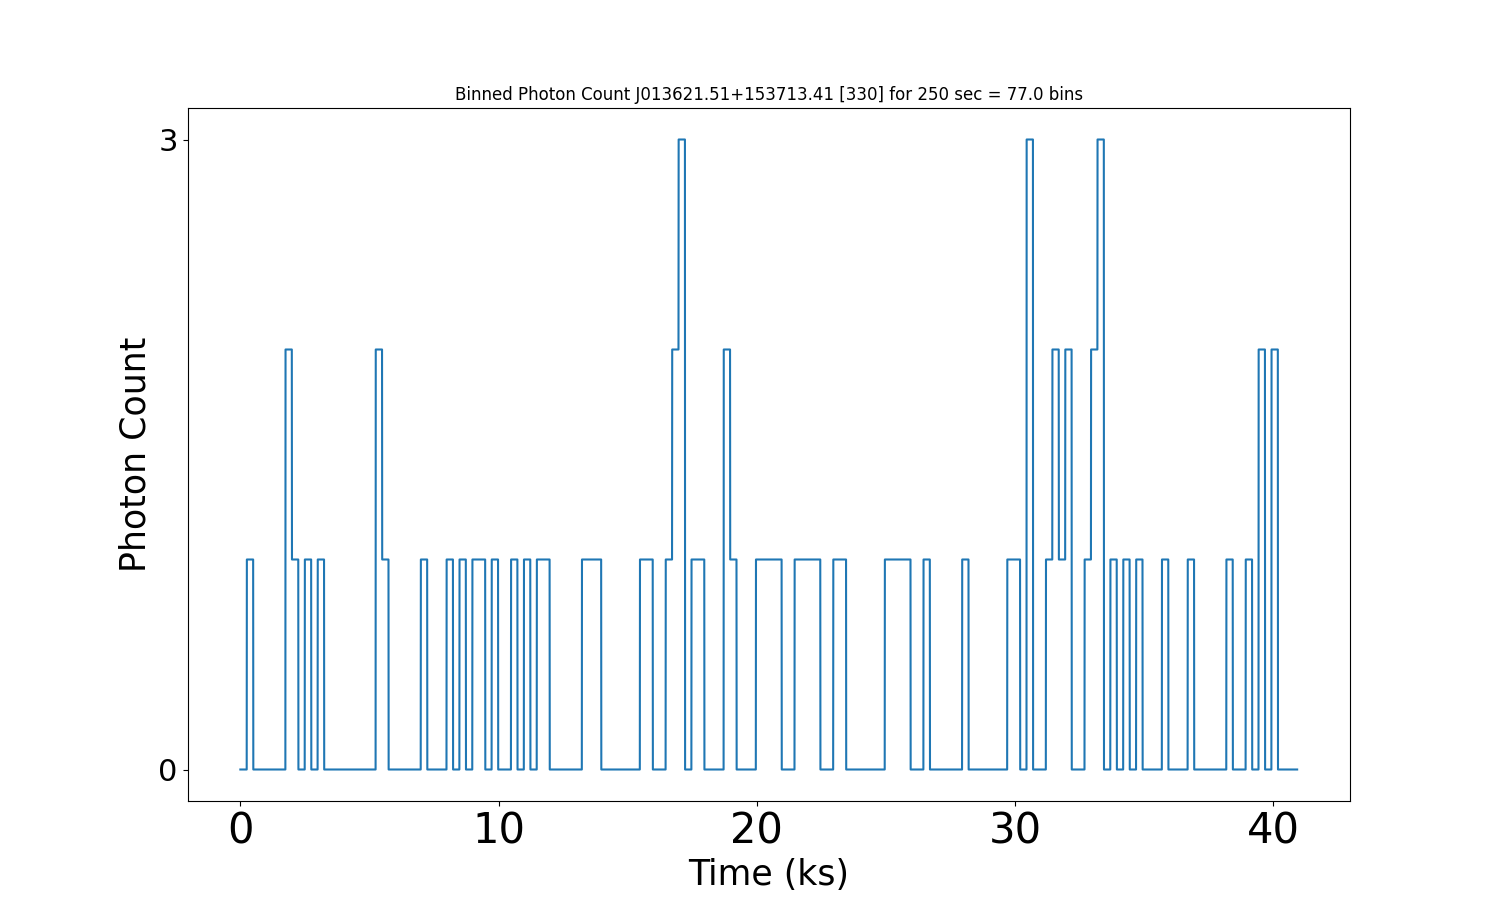 Binned Photon Count J013621.51+153713.41 [330] for 250 sec = 77.0 bins
3
Photon Count
0
0 10 20 30 40
Time (ks)